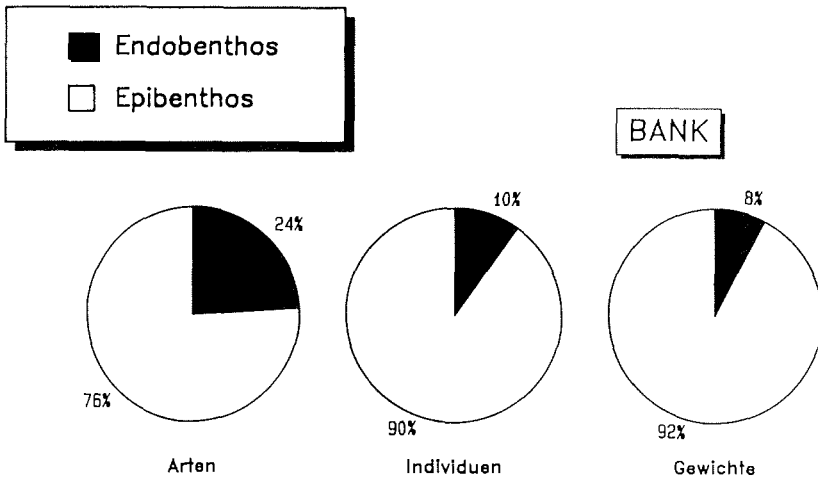 Endobenthos
Epibenthos
BANK
24%
76%
Arten
10%
90%
Individuen
8%
92%
Gewichte